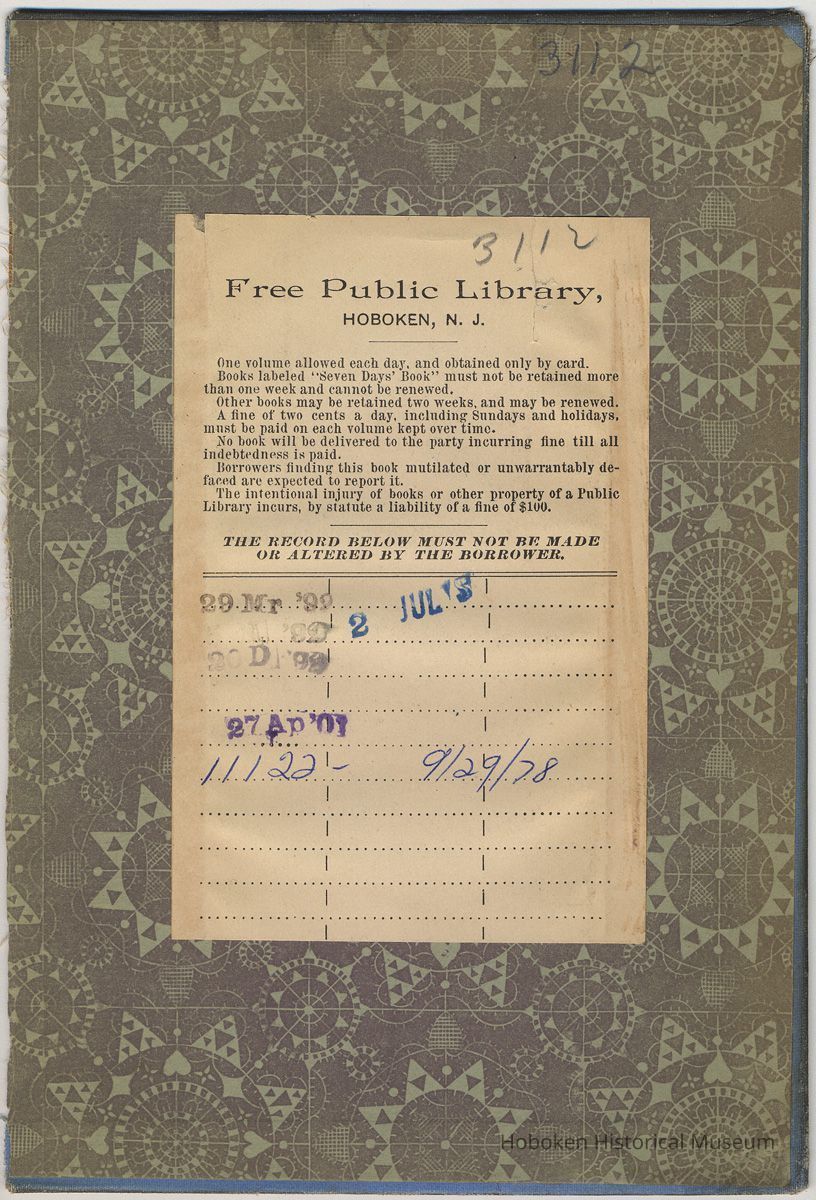 3112
3112
Free Public Library,
HOBOKEN, N. J.
One volume allowed each day, and obtained only by card.
Books labeled "Seven Days' Book" must not be retained more
than one week and cannot be renewed.
Other books may be retained two weeks, and may be renewed.
A fine of two cents a day, including Sundays and holidays,
must be paid on each volume kept over time.
No book will be delivered to the party incurring fine till all
indebtedness is paid.
Borrowers finding this book mutilated or unwarrantably de-
faced are expected to report it.
The intentional injury of books or other property of a Public
Library incurs, by statute a liability of a fine of $100.
THE RECORD BELOW MUST NOT BE MADE
OR ALTERED BY THE BORROWER.
29 Mr '99
2 JUL'S
27 Ap '01
11122- 9/29/78
Hoboken Historical Museum